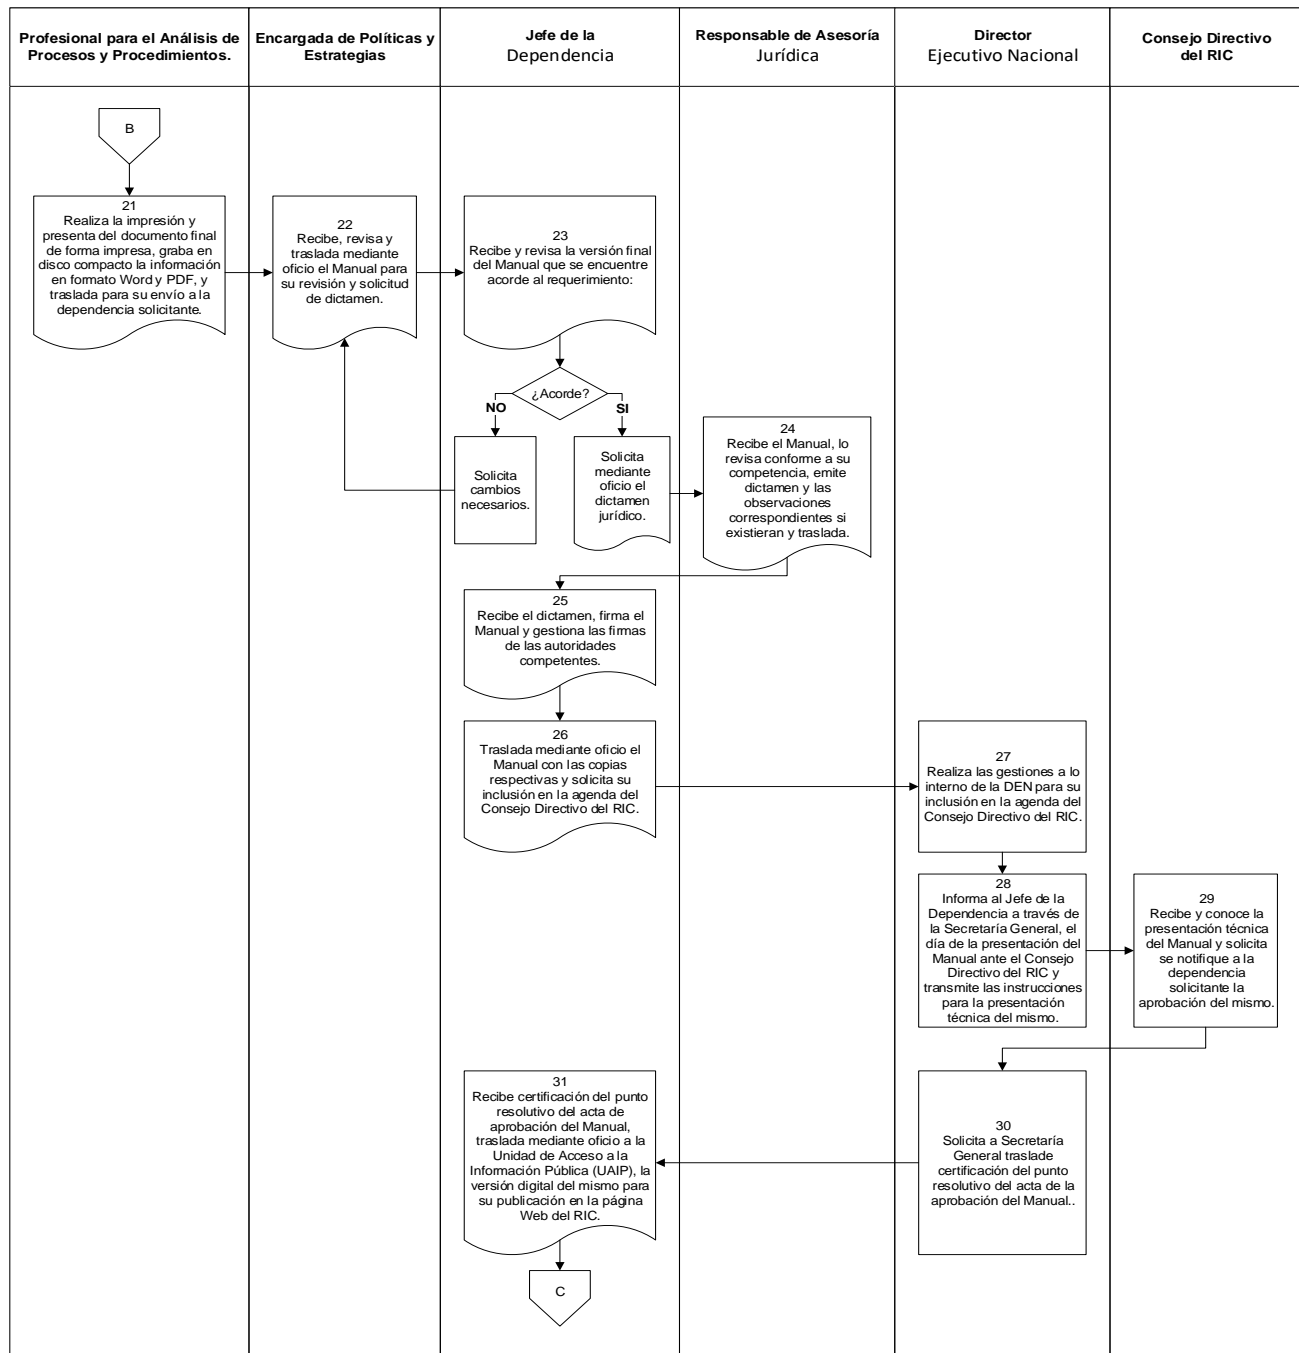 Profesional para el Análisis de
Procesos y Procedimientos.
Encargada de Políticas y
Estrategias
Jefe de la
Dependencia
Responsable de Asesoría
Jurídica
Director
Ejecutivo Nacional
Consejo Directivo
del RIC
B
21
Realiza la impresión y
presenta del documento final
de forma impresa, graba en
disco compacto la información
en formato Word y PDF, y
traslada para su envío a la
dependencia solicitante.
22
Recibe, revisa y
traslada mediante
oficio el Manual para
su revisión y solicitud
de dictamen.
23
Recibe y revisa la versión final
del Manual que se encuentre
acorde al requerimiento:
¿Acorde?
NO
SI
Solicita
cambios
necesarios.
Solicita
mediante
oficio el
dictamen
jurídico.
24
Recibe el Manual, lo
revisa conforme a su
competencia, emite
dictamen y las
observaciones
correspondientes si
existieran y traslada.
25
Recibe el dictamen, firma el
Manual y gestiona las firmas
de las autoridades
competentes.
26
Traslada mediante oficio el
Manual con las copias
respectivas y solicita su
inclusión en la agenda del
Consejo Directivo del RIC.
27
Realiza las gestiones a lo
interno de la DEN para su
inclusión en la agenda del
Consejo Directivo del RIC.
28
Informa al Jefe de la
Dependencia a través de
la Secretaría General, el
día de la presentación del
Manual ante el Consejo
Directivo del RIC y
transmite las instrucciones
para la presentación
técnica del mismo.
29
Recibe y conoce la
presentación técnica
del Manual y solicita
se notifique a la
dependencia
solicitante la
aprobación del mismo.
30
Solicita a Secretaría
General traslade
certificación del punto
resolutivo del acta de la
aprobación del Manual..
31
Recibe certificación del punto
resolutivo del acta de
aprobación del Manual,
traslada mediante oficio a la
Unidad de Acceso a la
Información Pública (UAIP), la
versión digital del mismo para
su publicación en la página
Web del RIC.
C